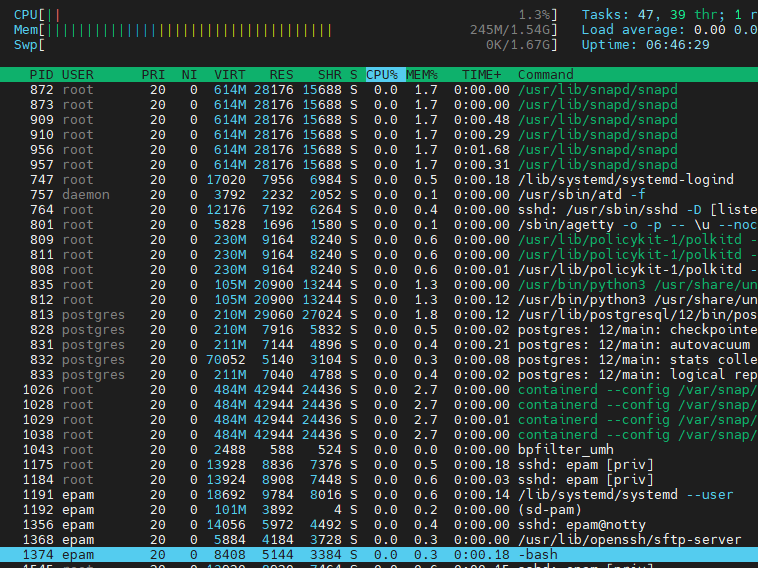 CPU[|| 1.3%] Tasks: 47, 39 thr; 1 r
Mem[||||||||||||||||||||||||||||||||||||| 245M/1.54G] Load average: 0.00 0.0
Swp[ 0K/1.67G] Uptime: 06:46:29
PID USER PRI NI VIRT RES SHR S CPU% MEM% TIME+ Command
872 root 20 0 614M 28176 15688 S 0.0 1.7 0:00.00 /usr/lib/snapd/snapd
873 root 20 0 614M 28176 15688 S 0.0 1.7 0:00.00 /usr/lib/snapd/snapd
909 root 20 0 614M 28176 15688 S 0.0 1.7 0:00.48 /usr/lib/snapd/snapd
910 root 20 0 614M 28176 15688 S 0.0 1.7 0:00.29 /usr/lib/snapd/snapd
956 root 20 0 614M 28176 15688 S 0.0 1.7 0:01.68 /usr/lib/snapd/snapd
957 root 20 0 614M 28176 15688 S 0.0 1.7 0:00.31 /usr/lib/snapd/snapd
747 root 20 0 17020 7956 6984 S 0.0 0.5 0:00.18 /lib/systemd/systemd-logind
757 daemon 20 0 3792 2232 2052 S 0.0 0.1 0:00.00 /usr/sbin/atd -f
764 root 20 0 12176 7192 6264 S 0.0 0.4 0:00.00 sshd: /usr/sbin/sshd -D [liste
801 root 20 0 5828 1696 1580 S 0.0 0.1 0:00.00 /sbin/agetty -o -p -- \u --noc
809 root 20 0 230M 9164 8240 S 0.0 0.6 0:00.00 /usr/lib/policykit-1/polkitd -
811 root 20 0 230M 9164 8240 S 0.0 0.6 0:00.00 /usr/lib/policykit-1/polkitd -
808 root 20 0 230M 9164 8240 S 0.0 0.6 0:00.01 /usr/lib/policykit-1/polkitd -
835 root 20 0 105M 20900 13244 S 0.0 1.3 0:00.00 /usr/bin/python3 /usr/share/un
812 root 20 0 105M 20900 13244 S 0.0 1.3 0:00.12 /usr/bin/python3 /usr/share/un
813 postgres 20 0 210M 29060 27024 S 0.0 1.8 0:00.12 /usr/lib/postgresql/12/bin/pos
828 postgres 20 0 210M 7916 5832 S 0.0 0.5 0:00.02 postgres: 12/main: checkpointe
831 postgres 20 0 211M 7144 4896 S 0.0 0.4 0:00.21 postgres: 12/main: autovacuum
832 postgres 20 0 70052 5140 3104 S 0.0 0.3 0:00.08 postgres: 12/main: stats colle
833 postgres 20 0 211M 7040 4788 S 0.0 0.4 0:00.02 postgres: 12/main: logical rep
1026 root 20 0 484M 42944 24436 S 0.0 2.7 0:00.00 containerd --config /var/snap/
1028 root 20 0 484M 42944 24436 S 0.0 2.7 0:00.00 containerd --config /var/snap/
1029 root 20 0 484M 42944 24436 S 0.0 2.7 0:00.01 containerd --config /var/snap/
1038 root 20 0 484M 42944 24436 S 0.0 2.7 0:00.00 containerd --config /var/snap/
1043 root 20 0 2488 588 524 S 0.0 0.0 0:00.00 bpfilter_umh
1175 root 20 0 13928 8836 7376 S 0.0 0.5 0:00.18 sshd: epam [priv]
1184 root 20 0 13924 8908 7448 S 0.0 0.6 0:00.03 sshd: epam [priv]
1191 epam 20 0 18692 9784 8016 S 0.0 0.6 0:00.14 /lib/systemd/systemd --user
1192 epam 20 0 101M 3892 4 S 0.0 0.2 0:00.00 (sd-pam)
1356 epam 20 0 14056 5972 4492 S 0.0 0.4 0:00.00 sshd: epam@notty
1368 epam 20 0 5884 4184 3728 S 0.0 0.3 0:00.00 /usr/lib/openssh/sftp-server
1374 epam 20 0 8408 5144 3384 S 0.0 0.3 0:00.18 -bash